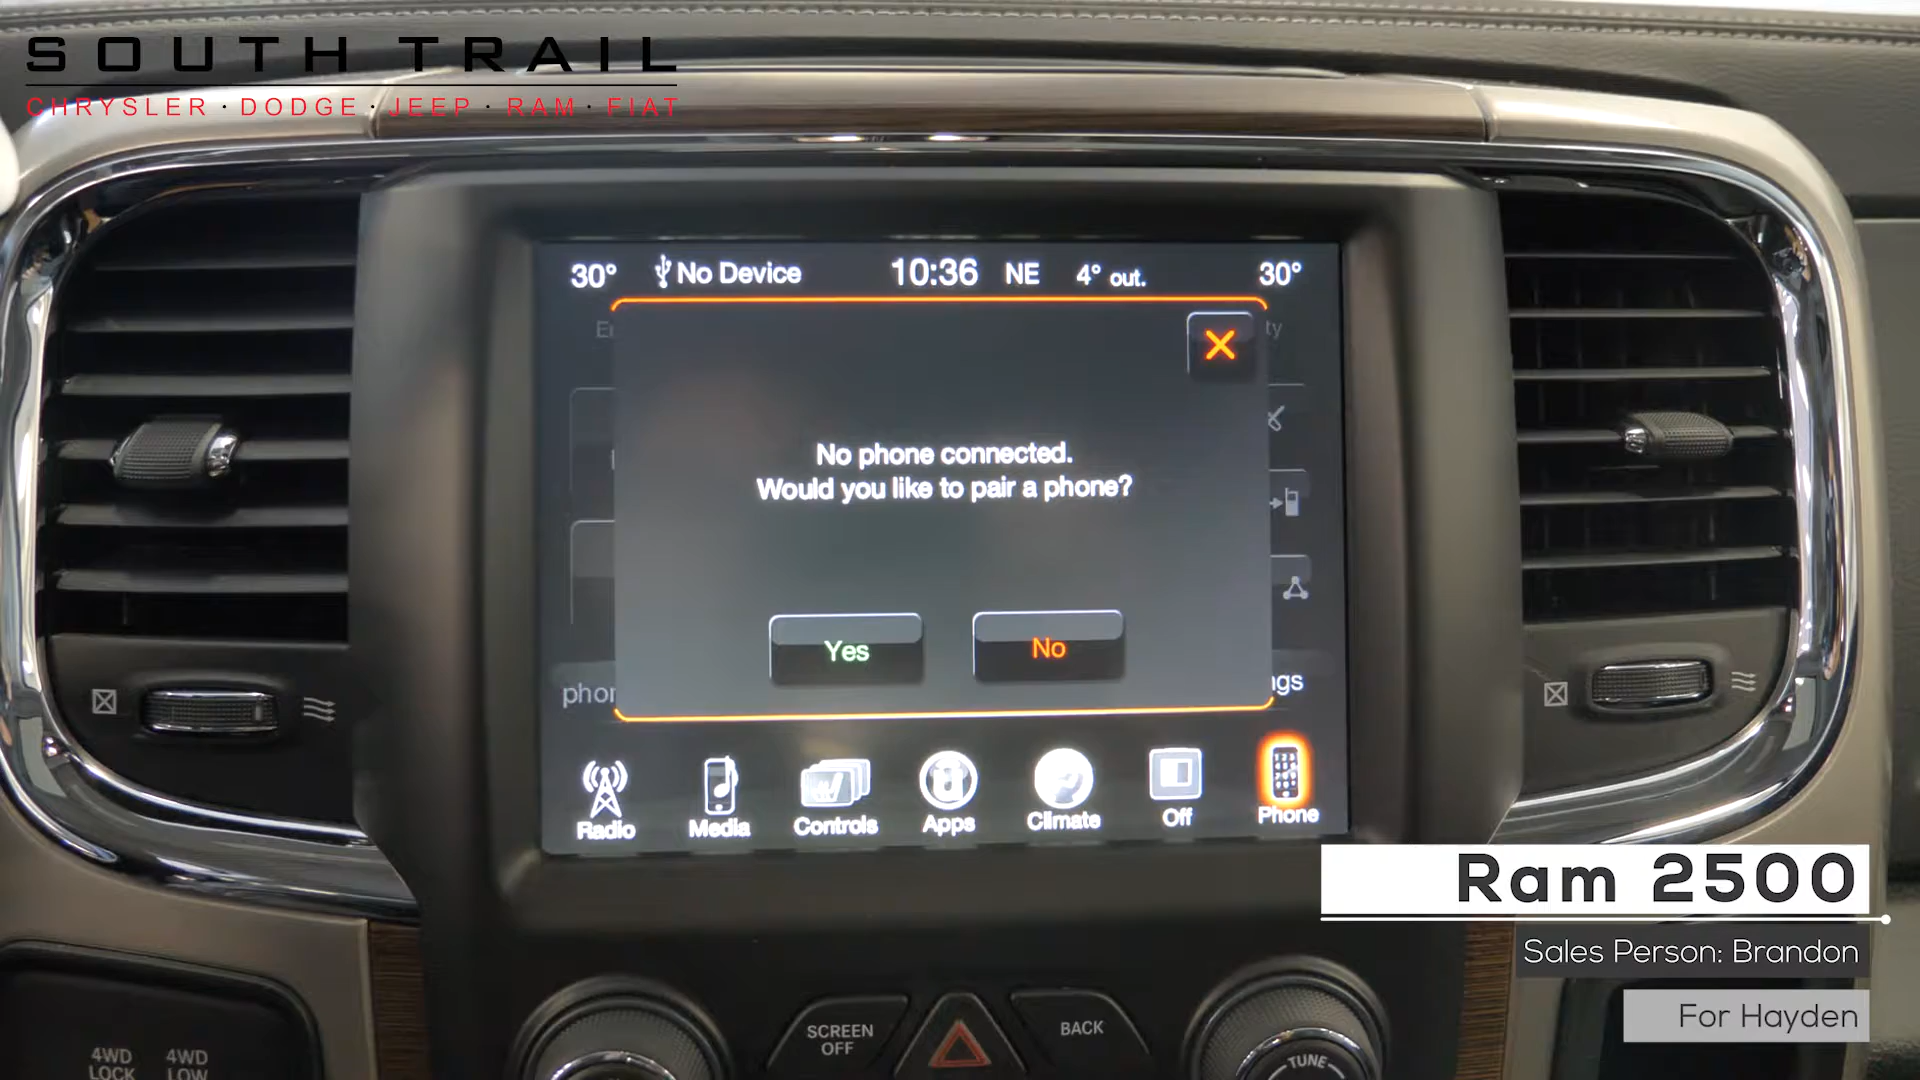 SOUTH TRAIL
CHRYSLER · DODGE · JEEP · RAM · FIAT
30° No Device 10:36 NE 4° out. 30°
No phone connected.
Would you like to pair a phone?
Yes No
Radio Media Controls Apps Climate Off Phone
Ram 2500
Sales Person: Brandon
For Hayden
SCREEN OFF
BACK
TUNE
4WD LOCK
4WD LOW